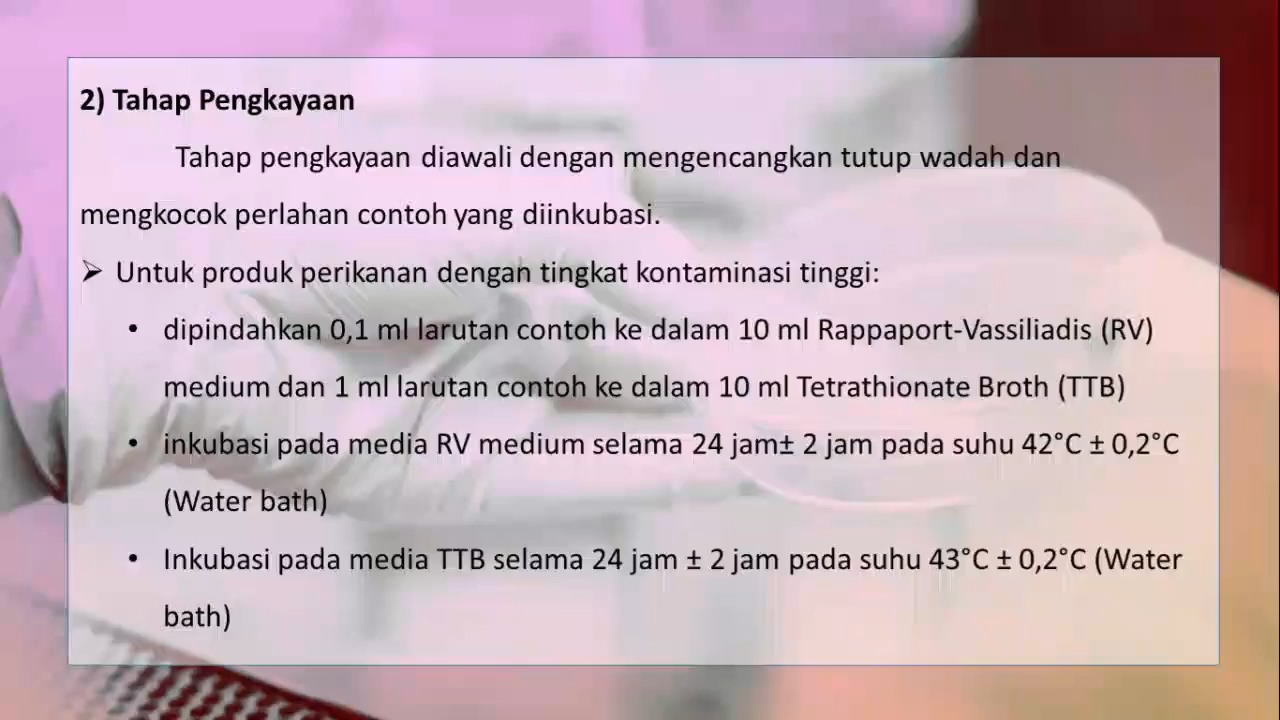 2) Tahap Pengkayaan
Tahap pengkayaan diawali dengan mengencangkan tutup wadah dan
mengkocok perlahan contoh yang diinkubasi.
➢ Untuk produk perikanan dengan tingkat kontaminasi tinggi:
• dipindahkan 0,1 ml larutan contoh ke dalam 10 ml Rappaport-Vassiliadis (RV)
medium dan 1 ml larutan contoh ke dalam 10 ml Tetrathionate Broth (TTB)
• inkubasi pada media RV medium selama 24 jam± 2 jam pada suhu 42°C ± 0,2°C
(Water bath)
• Inkubasi pada media TTB selama 24 jam ± 2 jam pada suhu 43°C ± 0,2°C (Water
bath)